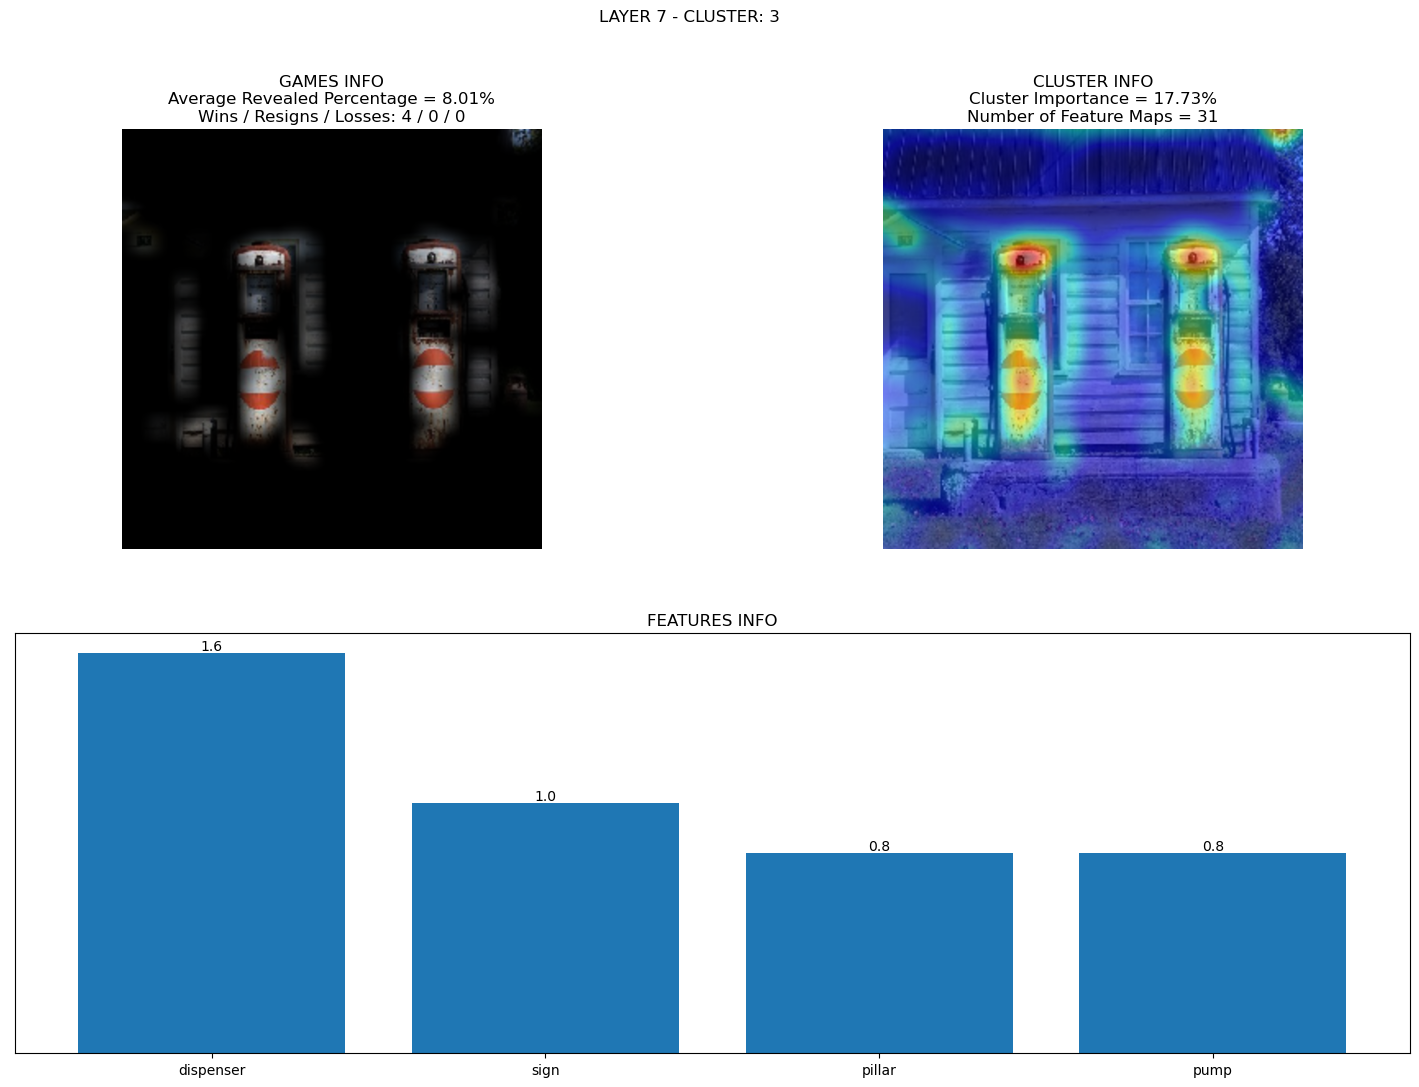 LAYER 7 - CLUSTER: 3
GAMES INFO
Average Revealed Percentage = 8.01%
Wins / Resigns / Losses: 4 / 0 / 0
CLUSTER INFO
Cluster Importance = 17.73%
Number of Feature Maps = 31
FEATURES INFO
1.6
1.0
0.8
0.8
dispenser
sign
pillar
pump